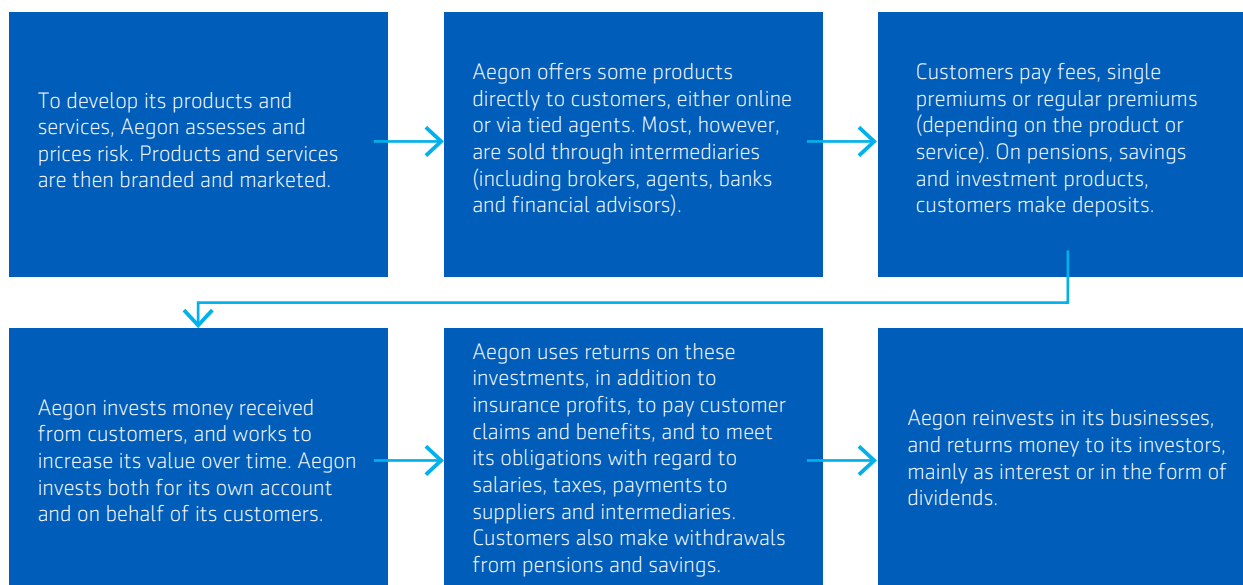 To develop its products and
services, Aegon assesses and
prices risk. Products and services
are then branded and marketed.
Aegon offers some products
directly to customers, either online
or via tied agents. Most, however,
are sold through intermediaries
(including brokers, agents, banks
and financial advisors).
Customers pay fees, single
premiums or regular premiums
(depending on the product or
service). On pensions, savings
and investment products,
customers make deposits.
Aegon invests money received
from customers, and works to
increase its value over time. Aegon
invests both for its own account
and on behalf of its customers.
Aegon uses returns on these
investments, in addition to
insurance profits, to pay customer
claims and benefits, and to meet
its obligations with regard to
salaries, taxes, payments to
suppliers and intermediaries.
Customers also make withdrawals
from pensions and savings.
Aegon reinvests in its businesses,
and returns money to its investors,
mainly as interest or in the form of
dividends.